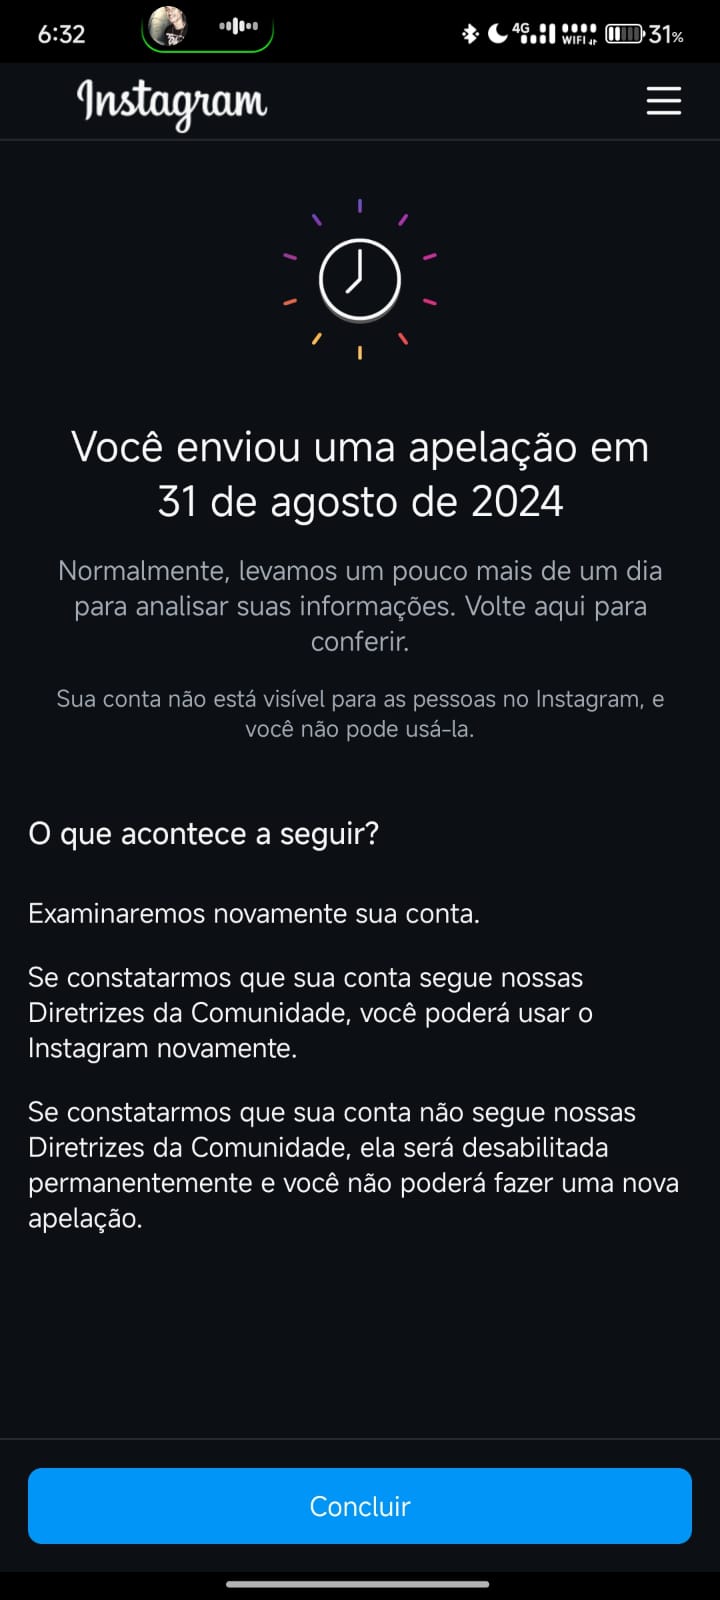 6:32
4G
WIFI
31%
Instagram
Você enviou uma apelação em
31 de agosto de 2024
Normalmente, levamos um pouco mais de um dia
para analisar suas informações. Volte aqui para
conferir.
Sua conta não está visível para as pessoas no Instagram, e
você não pode usá-la.
O que acontece a seguir?
Examinaremos novamente sua conta.
Se constatarmos que sua conta segue nossas
Diretrizes da Comunidade, você poderá usar o
Instagram novamente.
Se constatarmos que sua conta não segue nossas
Diretrizes da Comunidade, ela será desabilitada
permanentemente e você não poderá fazer uma nova
apelação.
Concluir